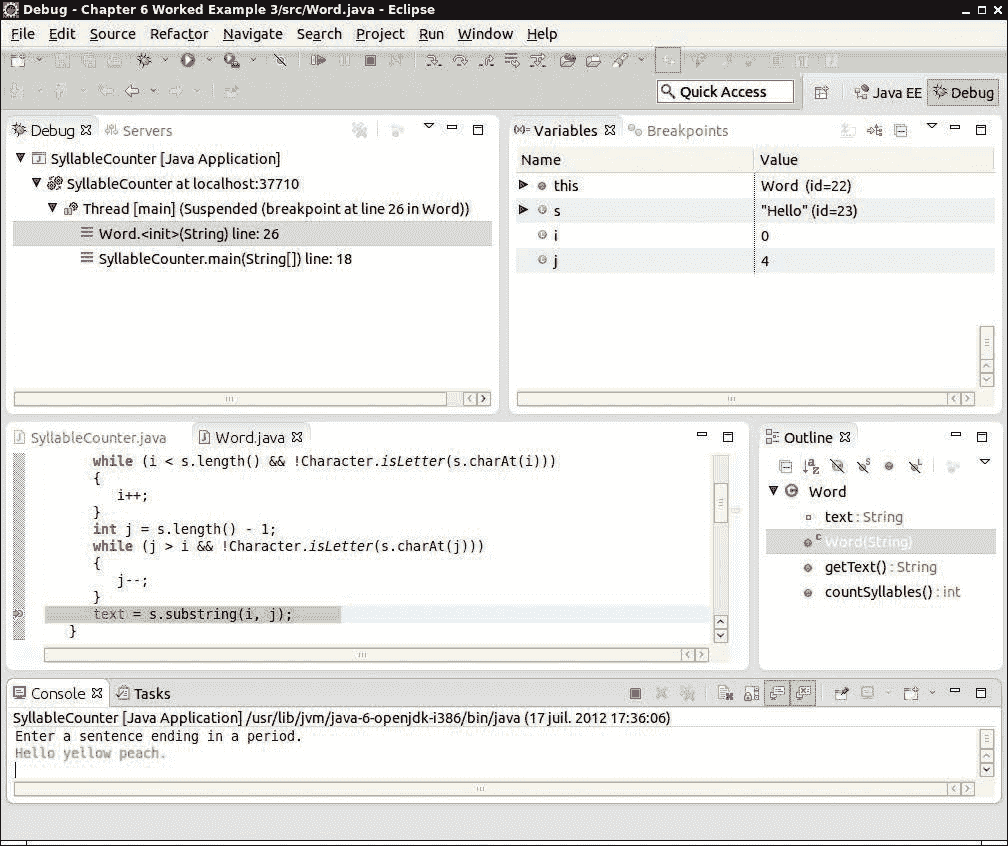 Debug - Chapter 6 Worked Example 3/src/Word.java - Eclipse
File Edit Source Refactor Navigate Search Project Run Window Help
Quick Access Java EE Debug
Debug Servers
SyllableCounter [Java Application]
SyllableCounter at localhost:37710
Thread [main] (Suspended (breakpoint at line 26 in Word))
Word.<init>(String) line: 26
SyllableCounter.main(String[]) line: 18
(x)= Variables Breakpoints
Name Value
this Word (id=22)
s "Hello" (id=23)
i 0
j 4
SyllableCounter.java Word.java
while (i < s.length() && !Character.isLetter(s.charAt(i)))
{
i++;
}
int j = s.length() - 1;
while (j > i && !Character.isLetter(s.charAt(j)))
{
j--;
}
text = s.substring(i, j);
}
Outline
Word
text : String
Word(String)
getText() : String
countSyllables() : int
Console Tasks
SyllableCounter [Java Application] /usr/lib/jvm/java-6-openjdk-i386/bin/java (17 juil. 2012 17:36:06)
Enter a sentence ending in a period.
Hello yellow peach.